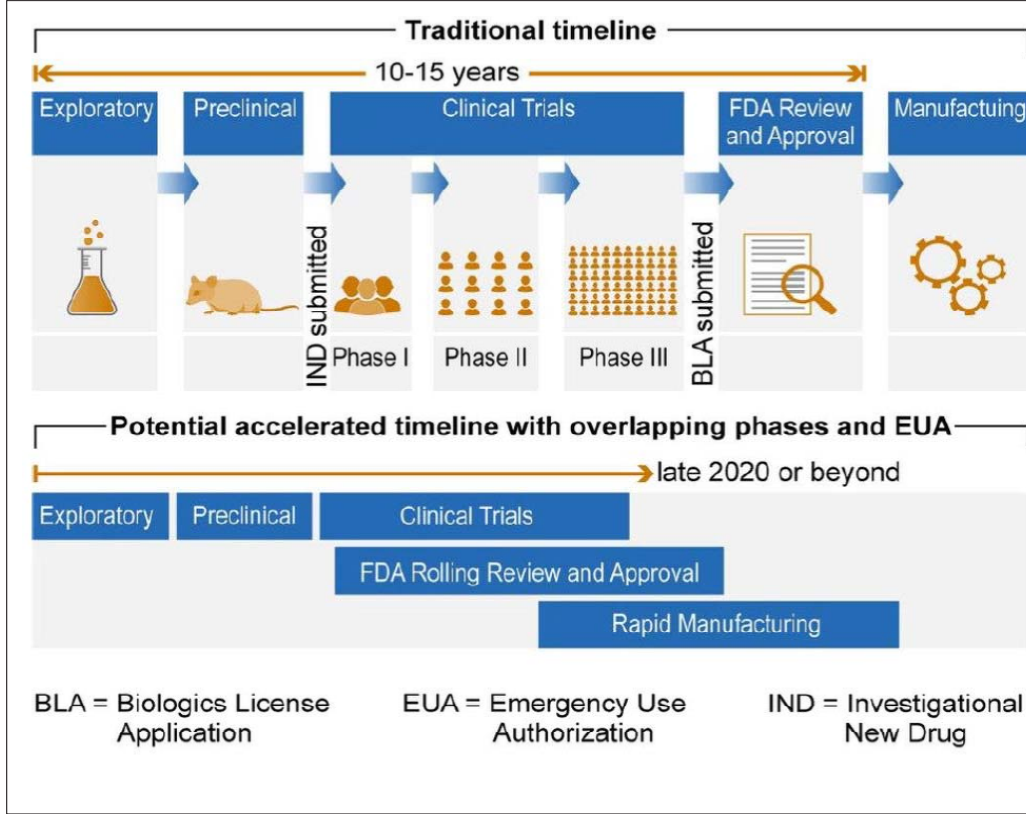 Traditional timeline
10-15 years
Exploratory
Preclinical
Clinical Trials
FDA Review
and Approval
Manufactuing
IND submitted
BLA submitted
Phase I
Phase II
Phase III
Potential accelerated timeline with overlapping phases and EUA
late 2020 or beyond
Exploratory
Preclinical
Clinical Trials
FDA Rolling Review and Approval
Rapid Manufacturing
BLA = Biologics License
Application
EUA = Emergency Use
Authorization
IND = Investigational
New Drug